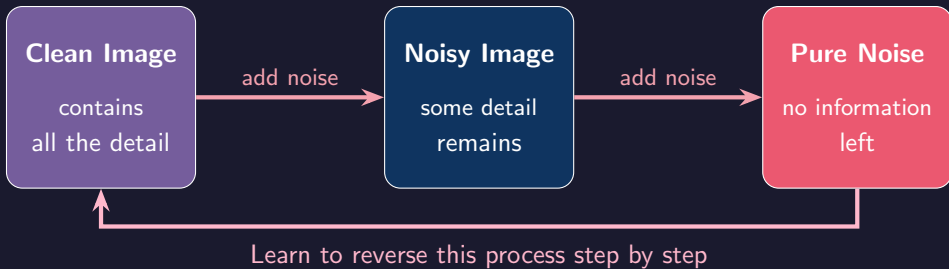 Clean Image
contains
all the detail
add noise
Noisy Image
some detail
remains
add noise
Pure Noise
no information
left
Learn to reverse this process step by step